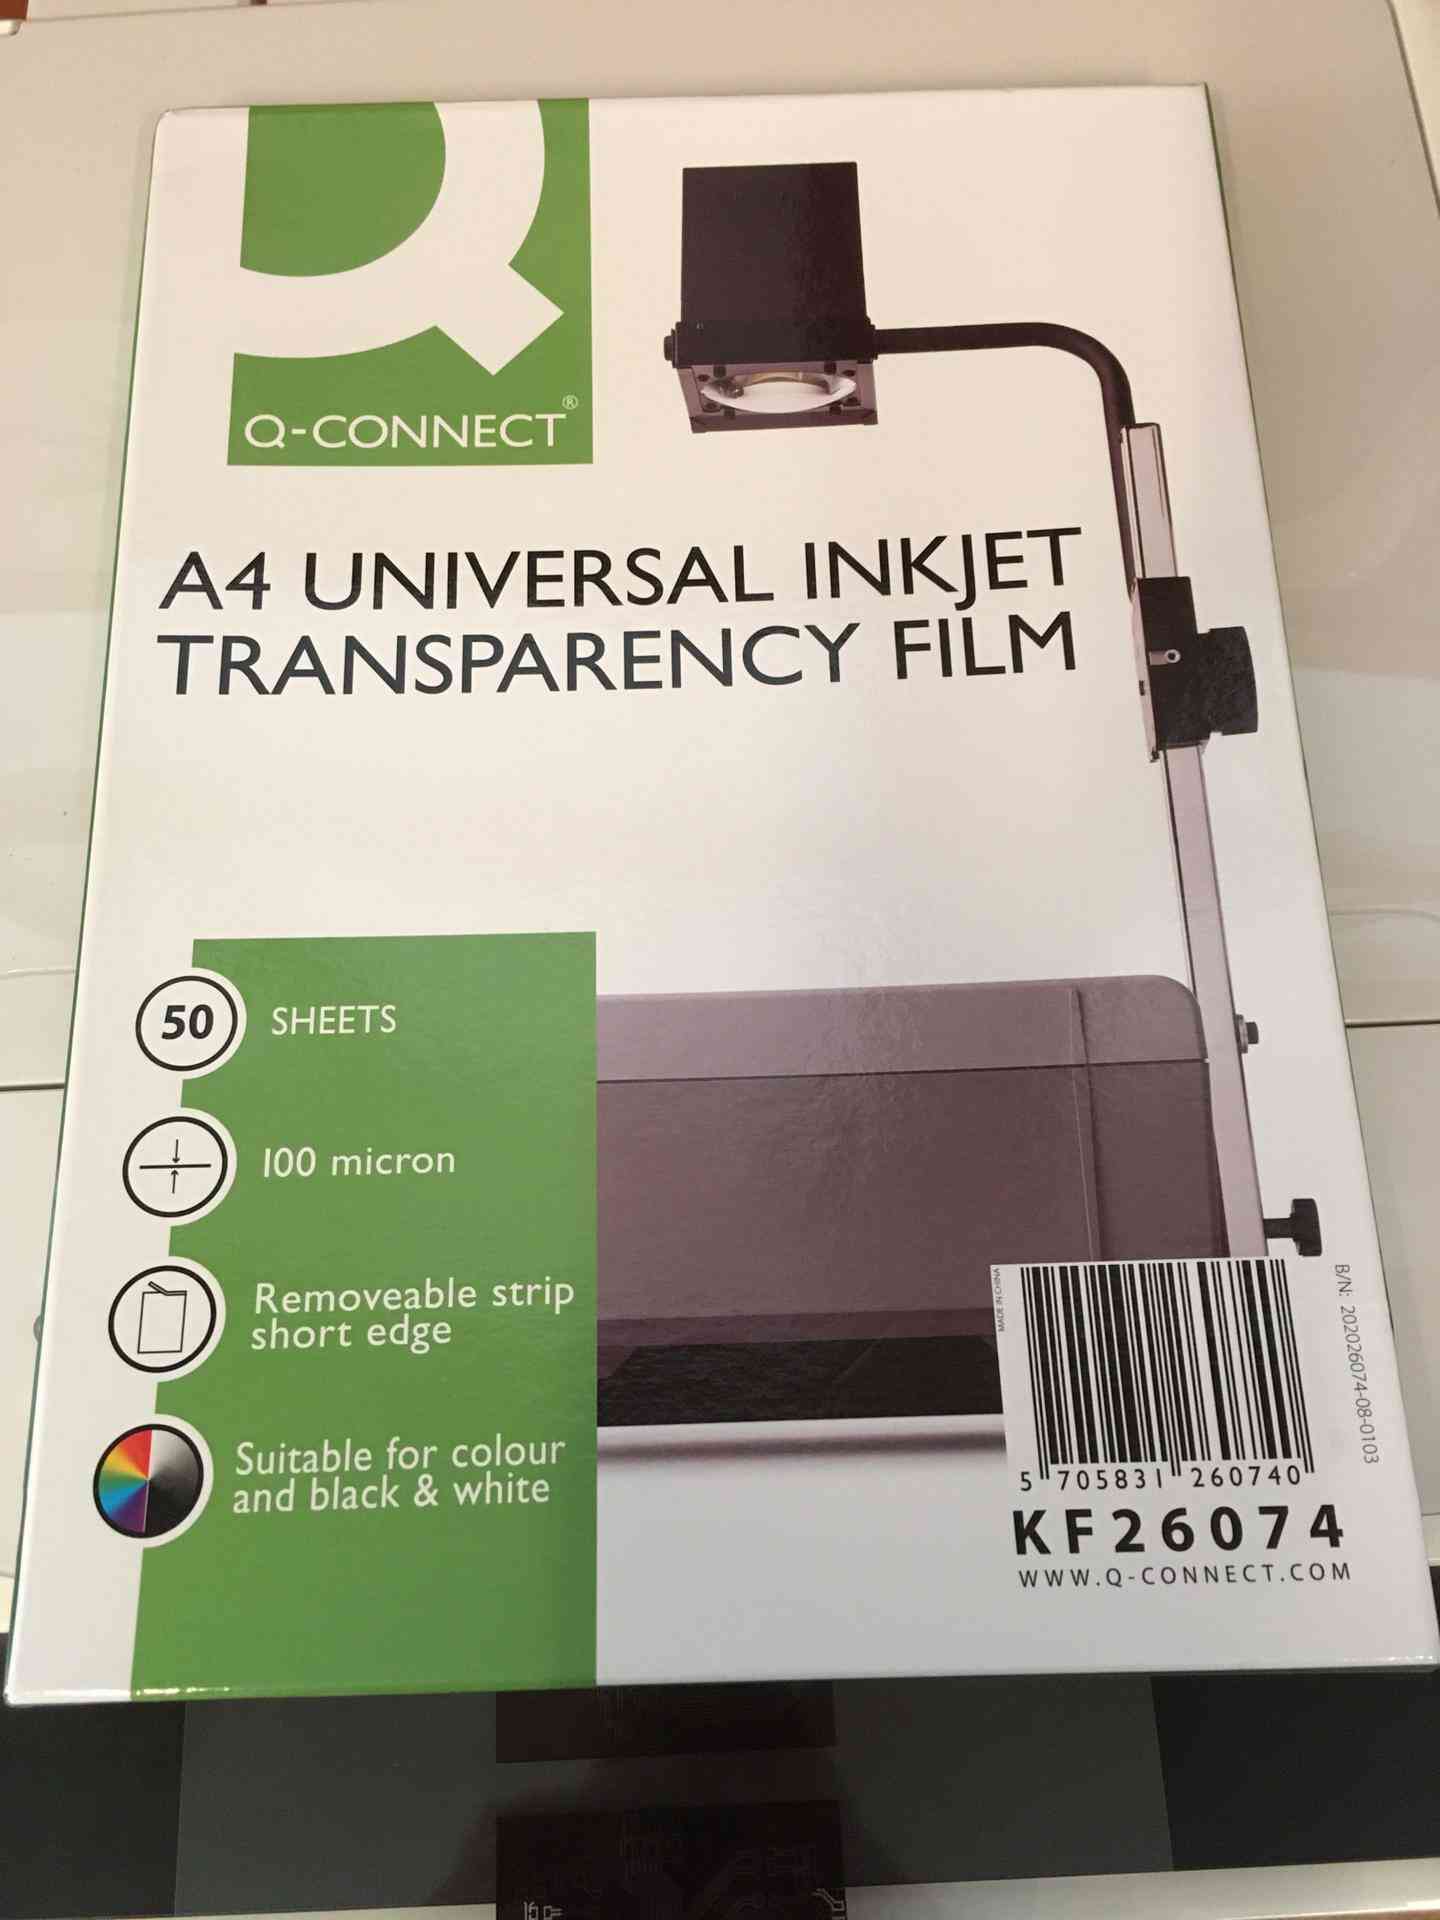 Q-CONNECT®
A4 UNIVERSAL INKJET
TRANSPARENCY FILM
50 SHEETS
100 micron
Removeable strip
short edge
Suitable for colour
and black & white
MADE IN CHINA
B/N: 202026074-08-0103
5 705831 260740
KF26074
WWW.Q-CONNECT.COM